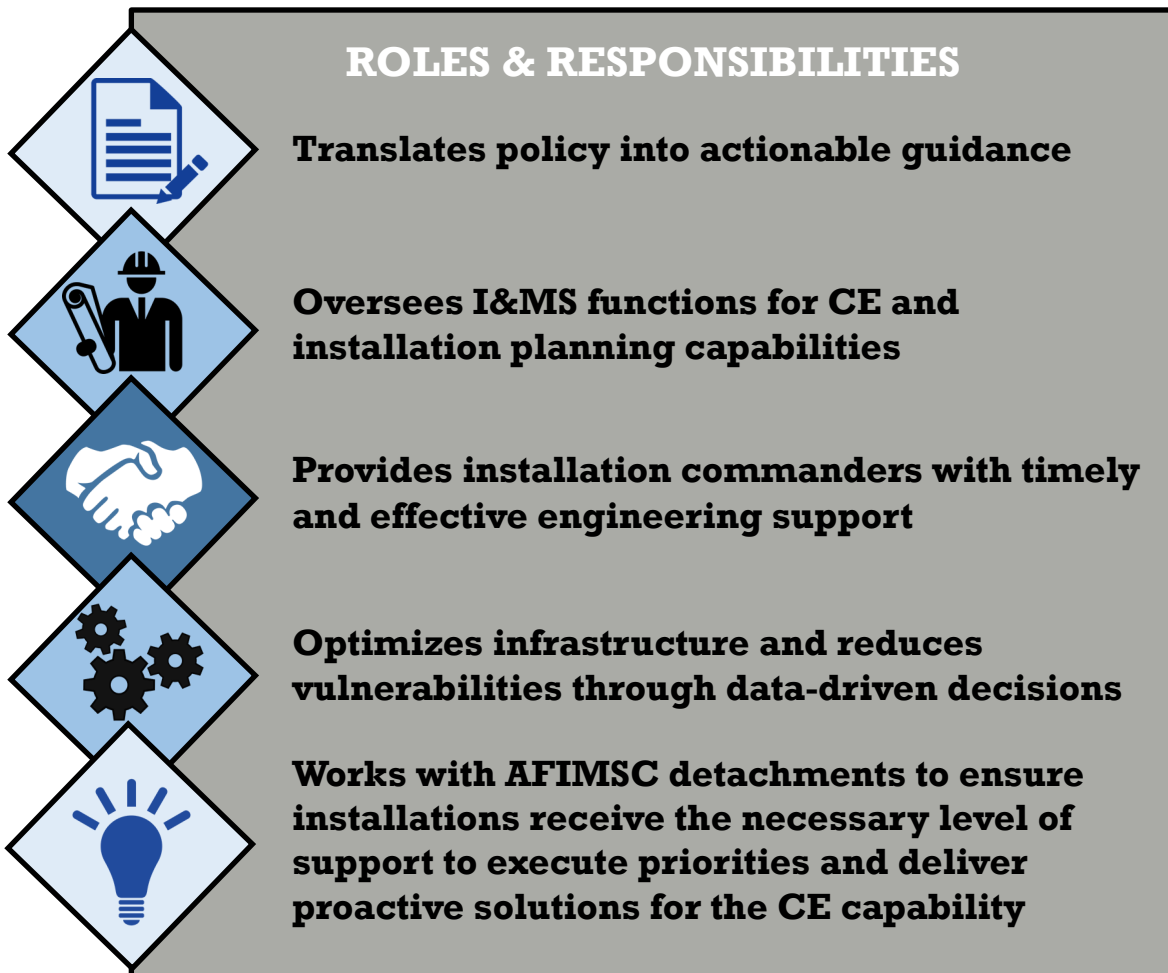 ROLES & RESPONSIBILITIES
Translates policy into actionable guidance
Oversees I&MS functions for CE and
installation planning capabilities
Provides installation commanders with timely
and effective engineering support
Optimizes infrastructure and reduces
vulnerabilities through data-driven decisions
Works with AFIMSC detachments to ensure
installations receive the necessary level of
support to execute priorities and deliver
proactive solutions for the CE capability